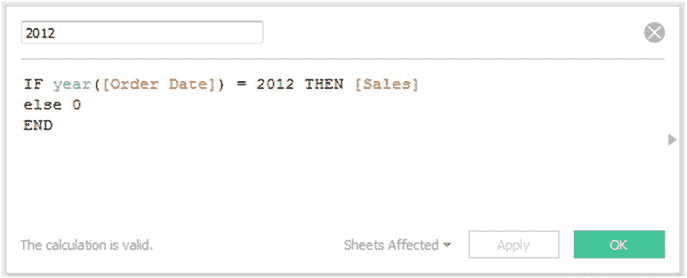 2012
IF year([Order Date]) = 2012 THEN [Sales]
else 0
END
The calculation is valid. Sheets Affected Apply OK